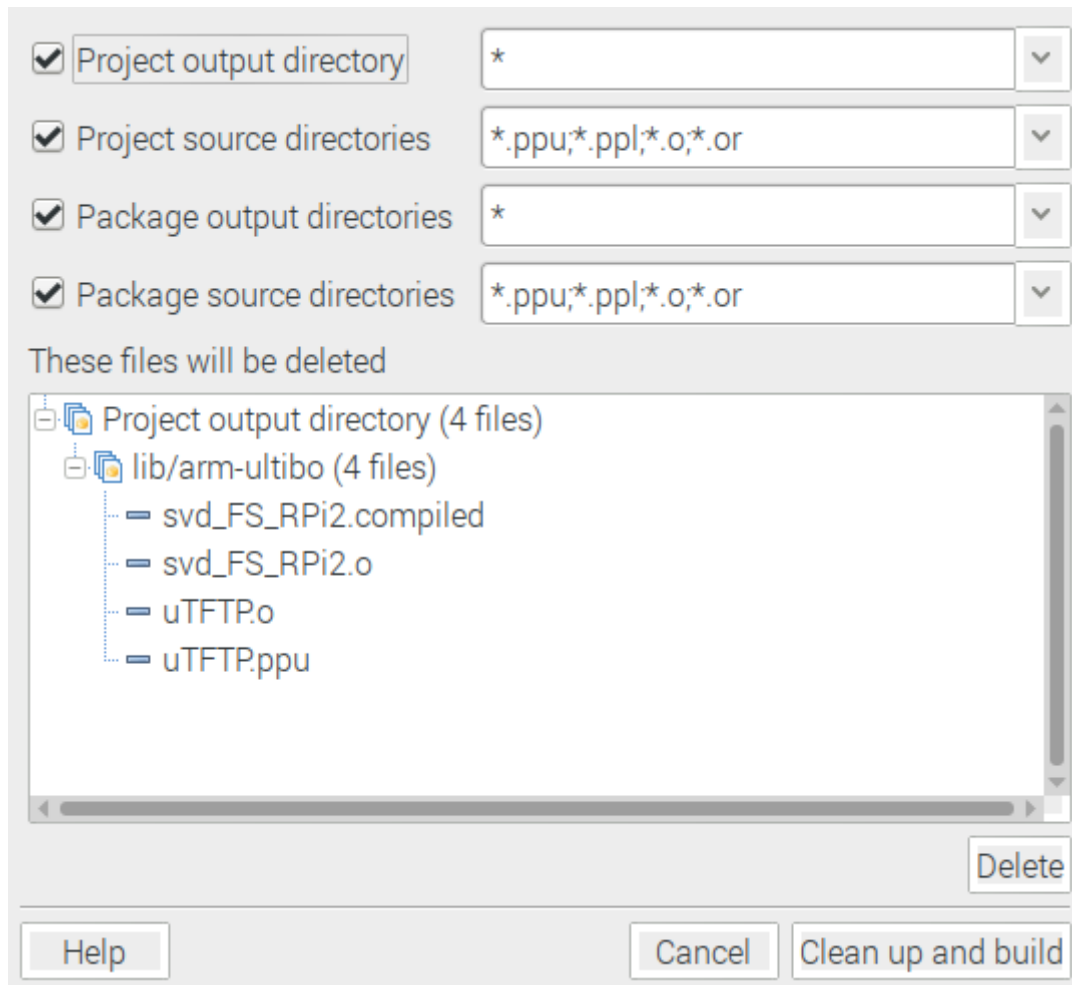 Project output directory *
Project source directories *.ppu;*.ppl;*.o;*.or
Package output directories *
Package source directories *.ppu;*.ppl;*.o;*.or
These files will be deleted
Project output directory (4 files)
lib/arm-ultibo (4 files)
svd_FS_RPi2.compiled
svd_FS_RPi2.o
uTFTP.o
uTFTP.ppu
Delete
Help Cancel Clean up and build